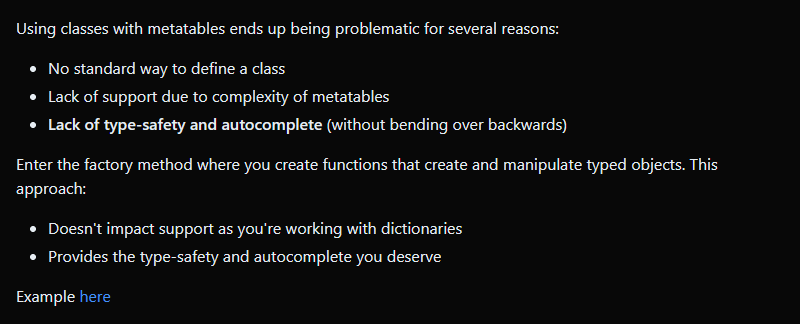 Using classes with metatables ends up being problematic for several reasons:
• No standard way to define a class
• Lack of support due to complexity of metatables
• Lack of type-safety and autocomplete (without bending over backwards)
Enter the factory method where you create functions that create and manipulate typed objects. This
approach:
• Doesn't impact support as you're working with dictionaries
• Provides the type-safety and autocomplete you deserve
Example here